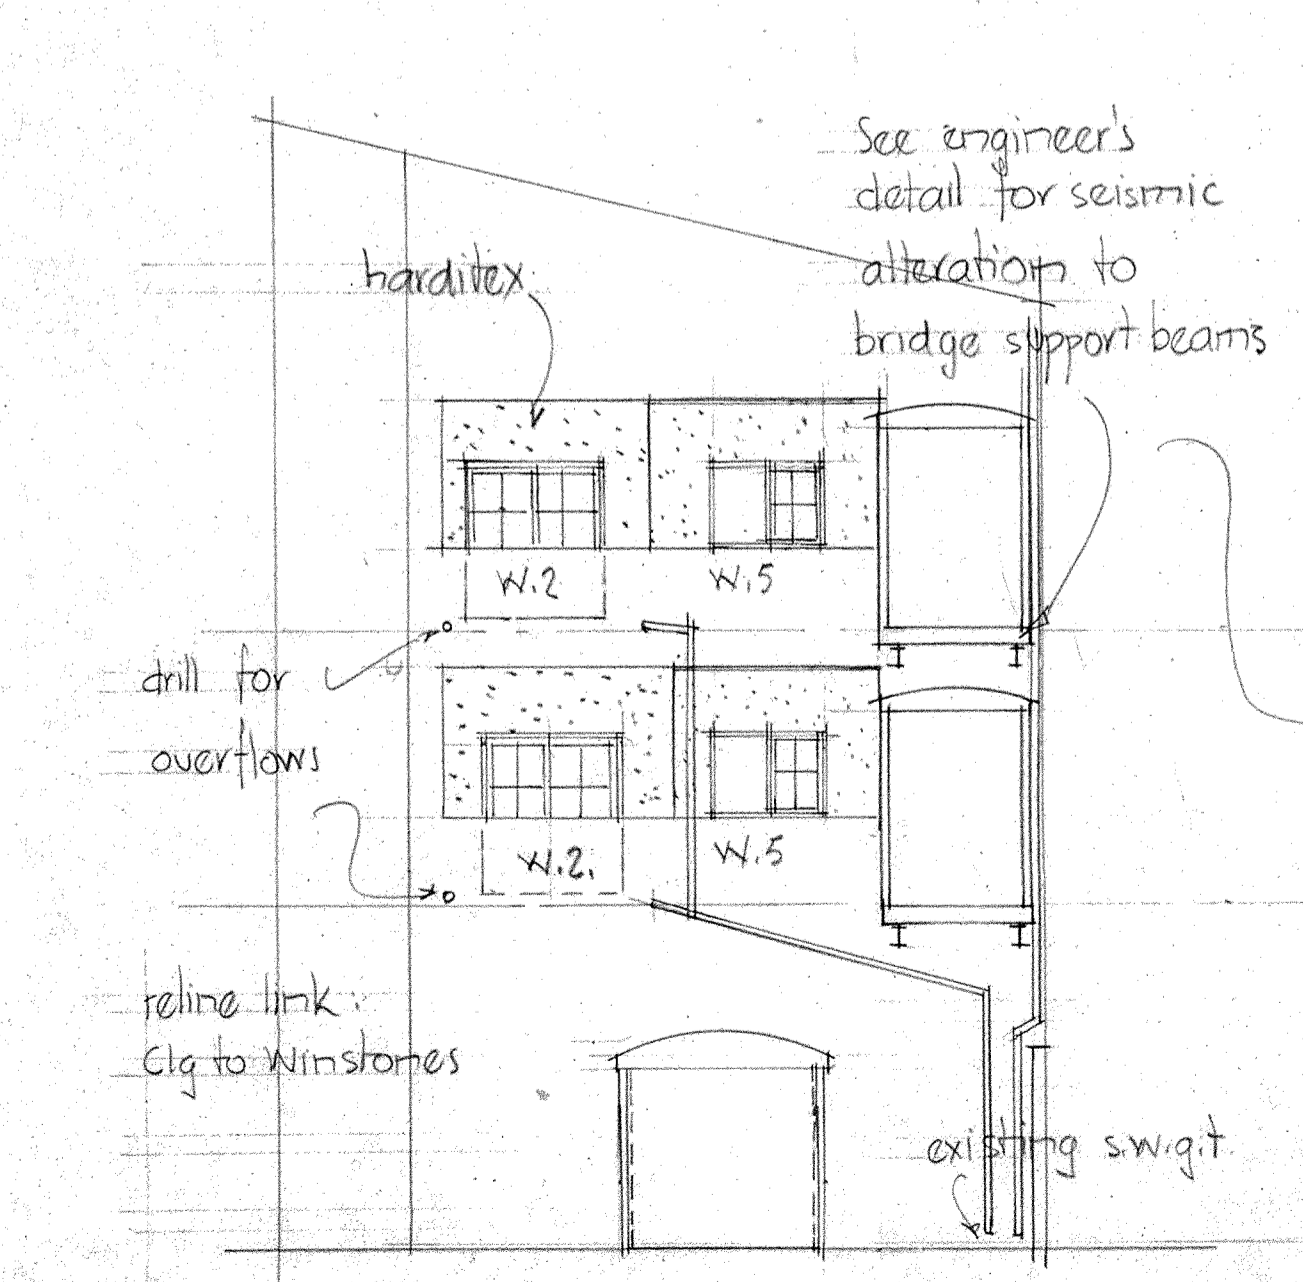 See engineer's
detail for seismic
alteration to
bridge support beams
harditex
W.2
W.5
drill for
overflows
W.2.
W.5
reline link:
Clg to Winstones
existing s.w.g.t.